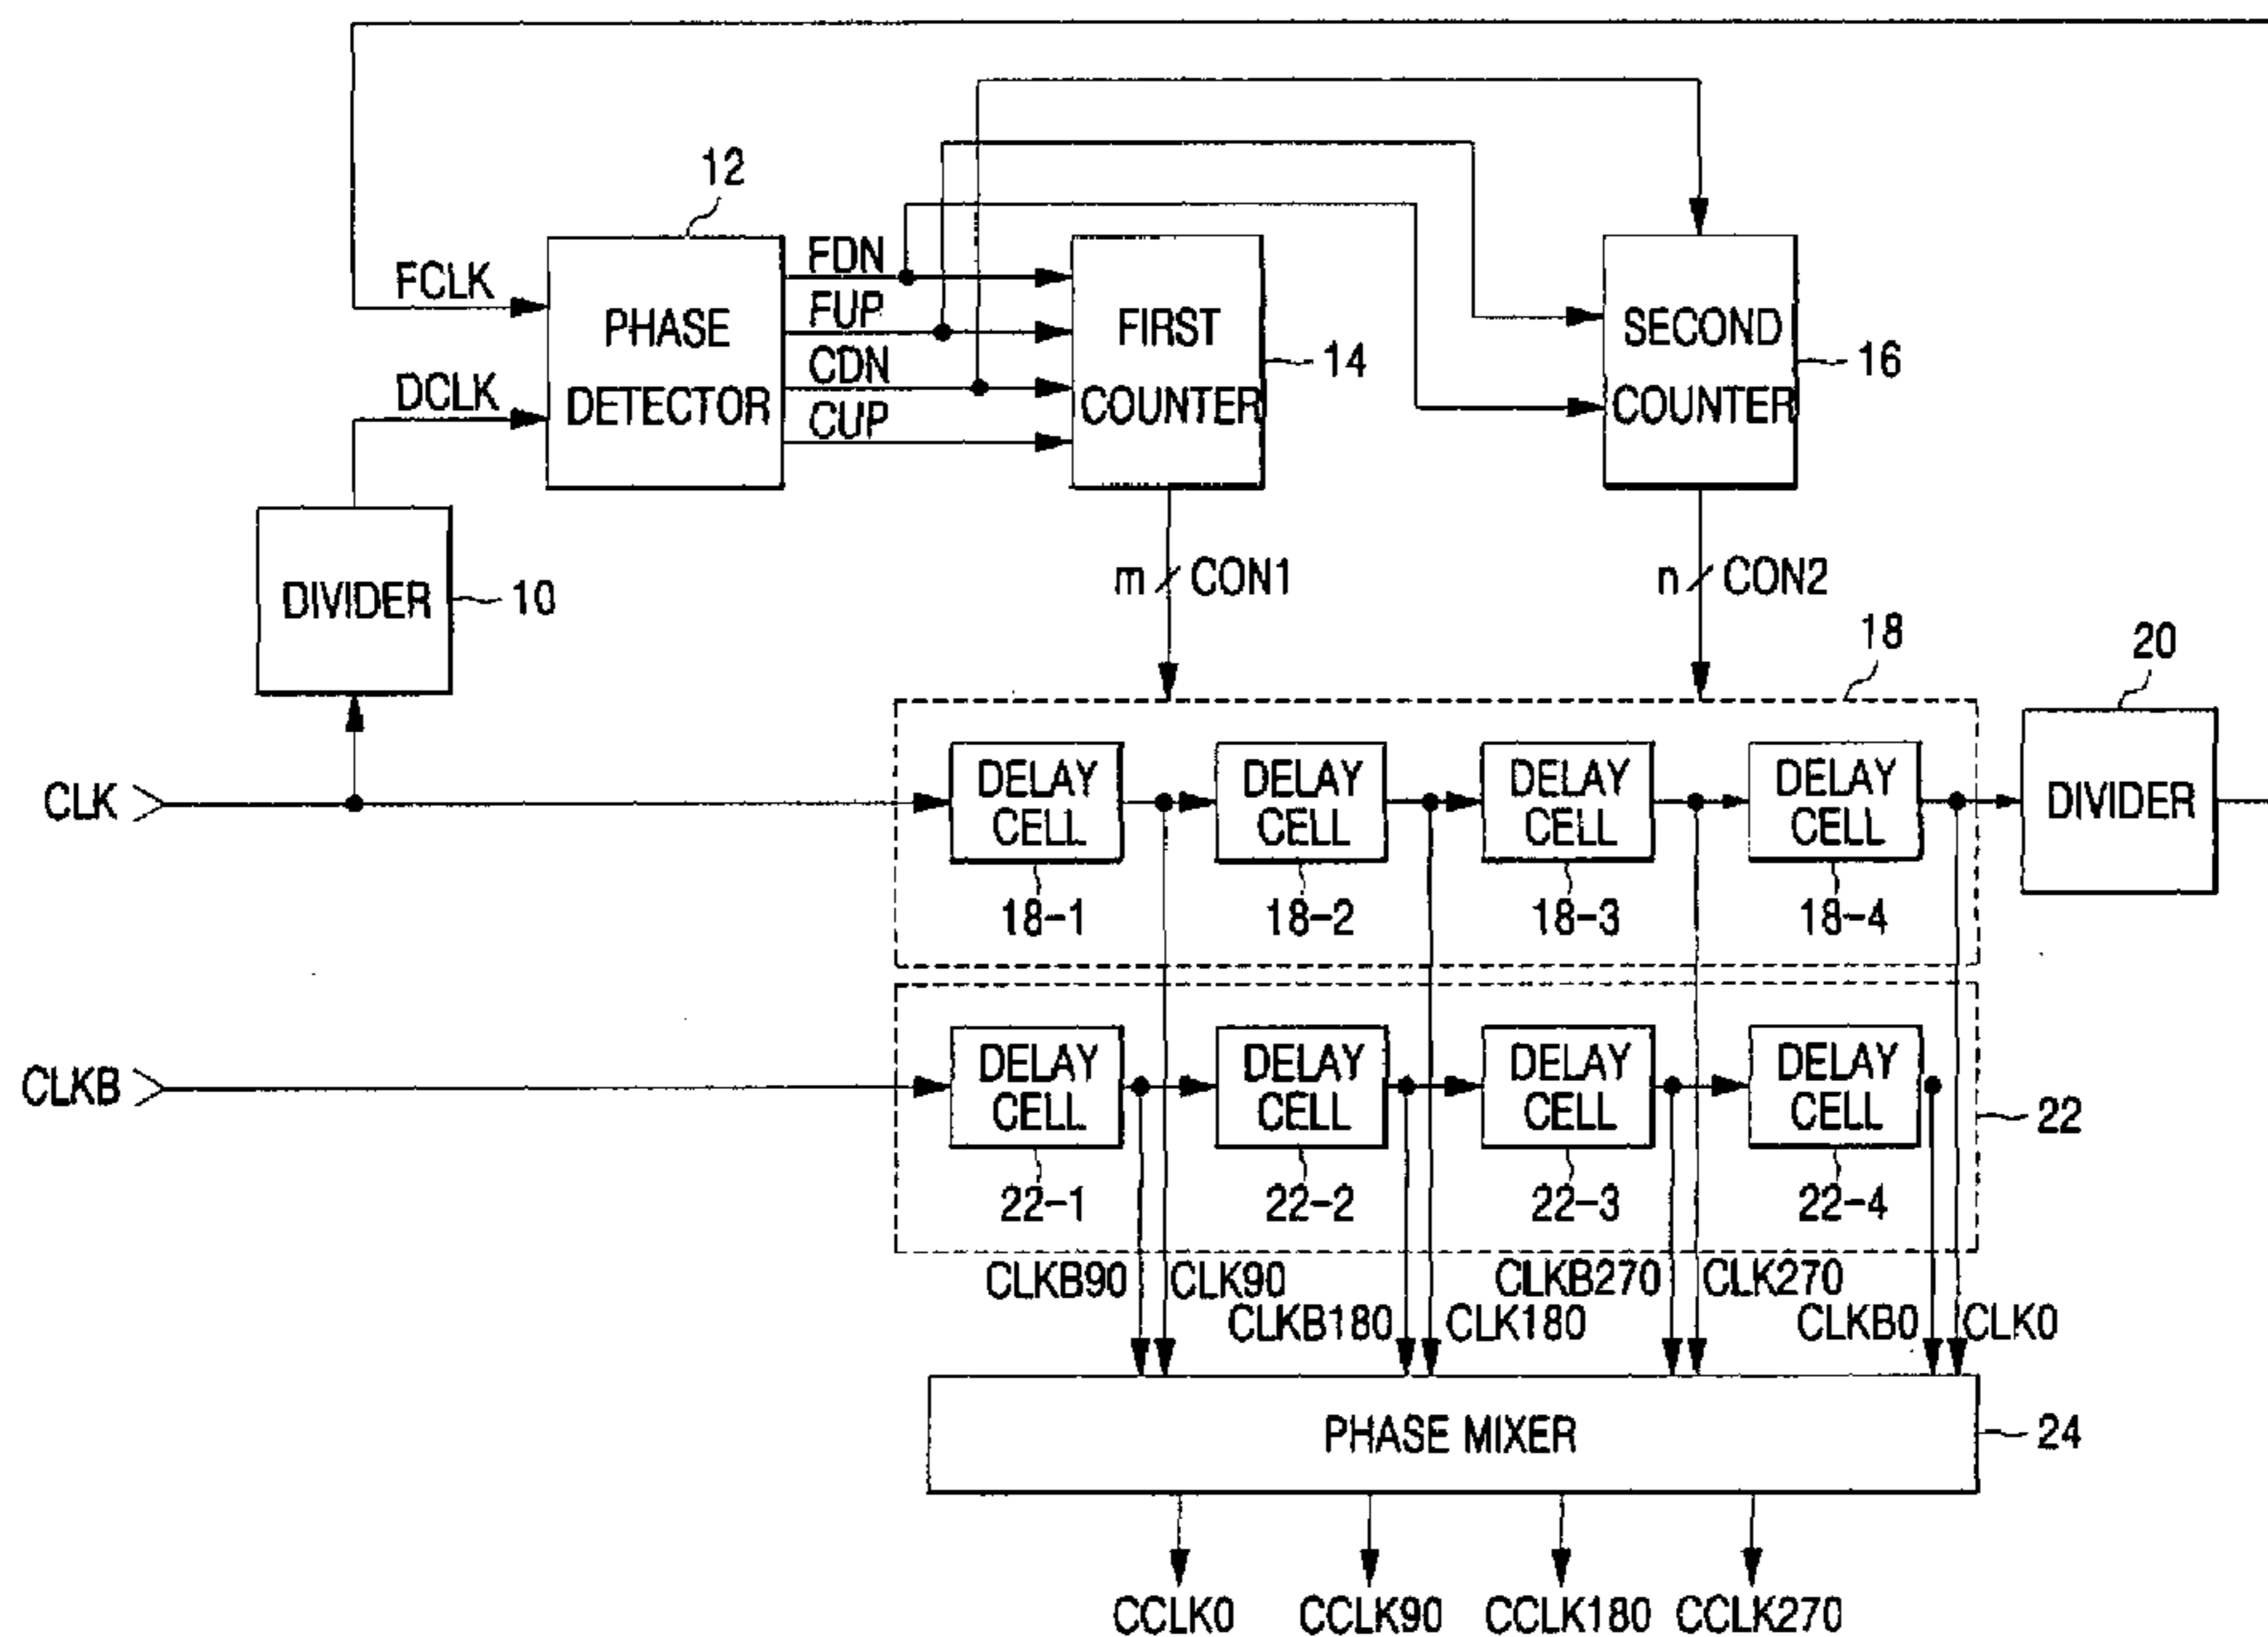 12
FCLK
PHASE
DETECTOR
DCLK
FDN
FUP
CDN
CUP
FIRST
COUNTER
14
SECOND
COUNTER
16
DIVIDER
10
m
CON1
n
CON2
18
20
CLK
DELAY
CELL
DELAY
CELL
DELAY
CELL
DELAY
CELL
DIVIDER
18-1
18-2
18-3
18-4
CLKB
DELAY
CELL
DELAY
CELL
DELAY
CELL
DELAY
CELL
22
22-1
22-2
22-3
22-4
CLKB90
CLK90
CLKB180
CLK180
CLKB270
CLK270
CLKB0
CLK0
PHASE MIXER
24
CCLK0
CCLK90
CCLK180
CCLK270